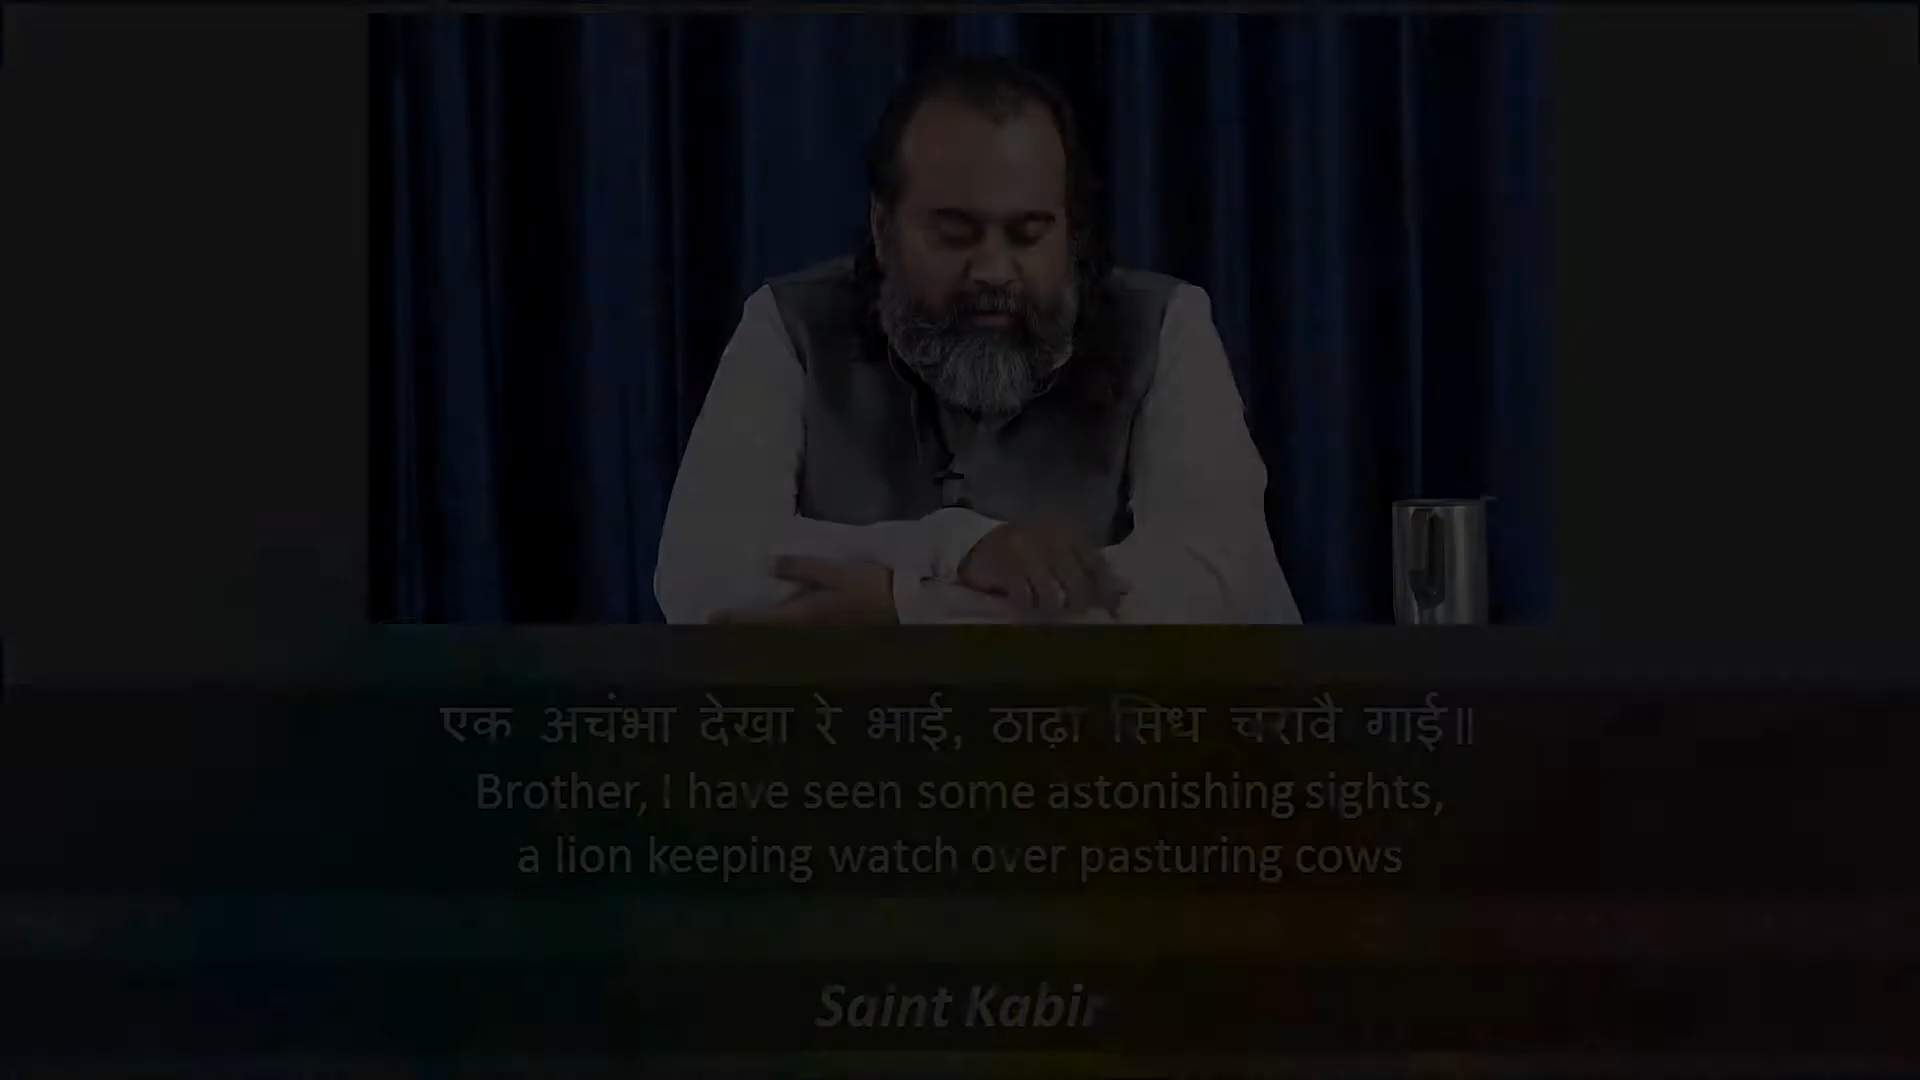 एक अचंभा देखा रे भाई, ठाढ़ा सिंध चरावै गाई॥
Brother, I have seen some astonishing sights,
a lion keeping watch over pasturing cows
Saint Kabir